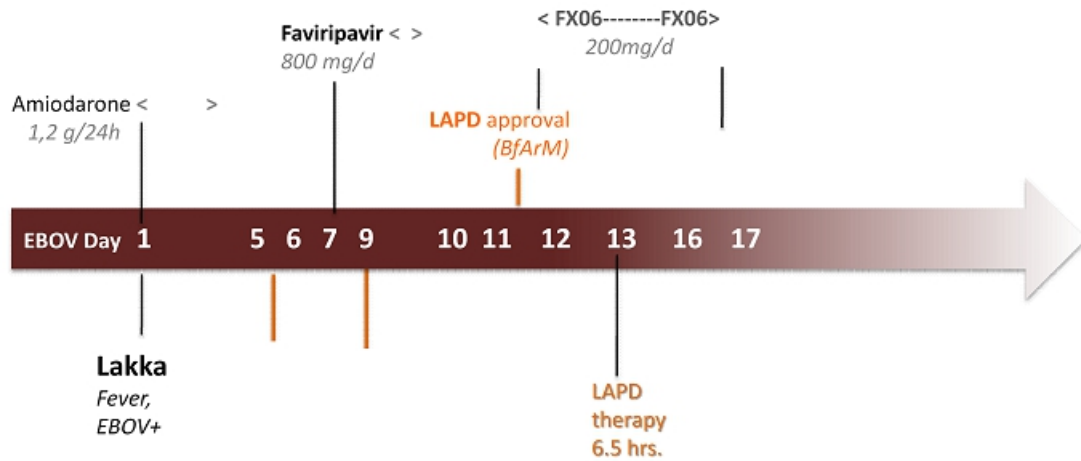 < FX06--------FX06>
200mg/d
Faviripavir < >
800 mg/d
Amiodarone < >
1,2 g/24h
LAPD approval
(BfArM)
EBOV Day 1 5 6 7 9 10 11 12 13 16 17
Lakka
Fever,
EBOV+
LAPD
therapy
6.5 hrs.